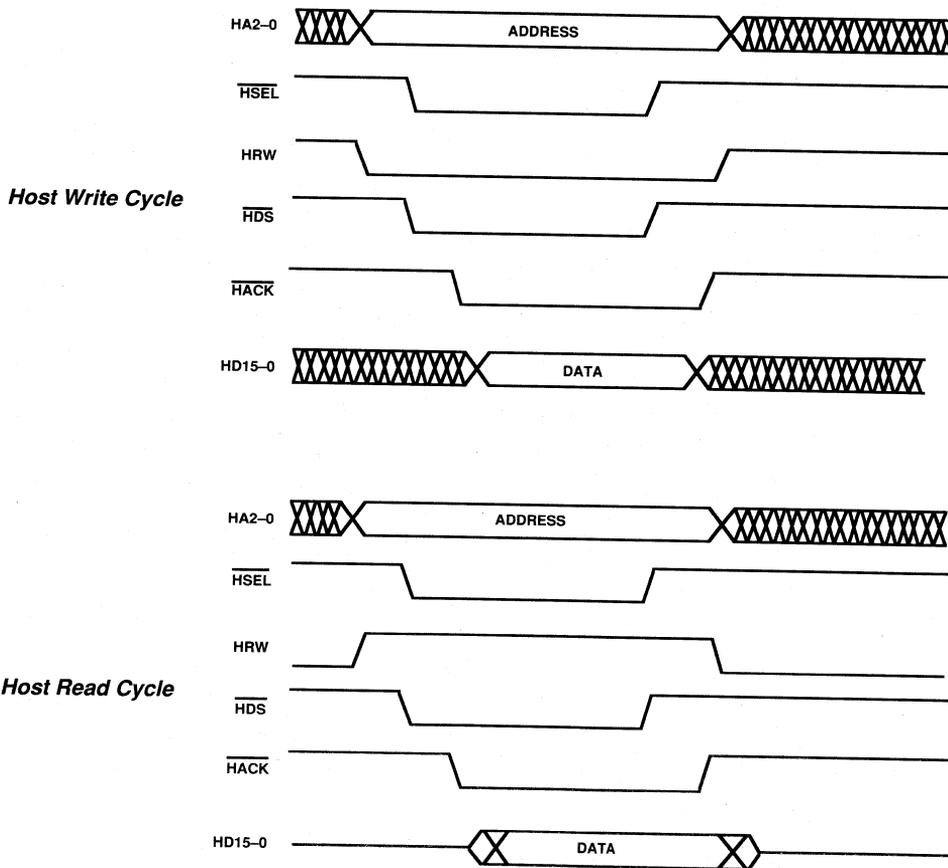 HA2–0
ADDRESS
HSEL
HRW
Host Write Cycle
HDS
HACK
HD15–0
DATA
HA2–0
ADDRESS
HSEL
HRW
Host Read Cycle
HDS
HACK
HD15–0
DATA